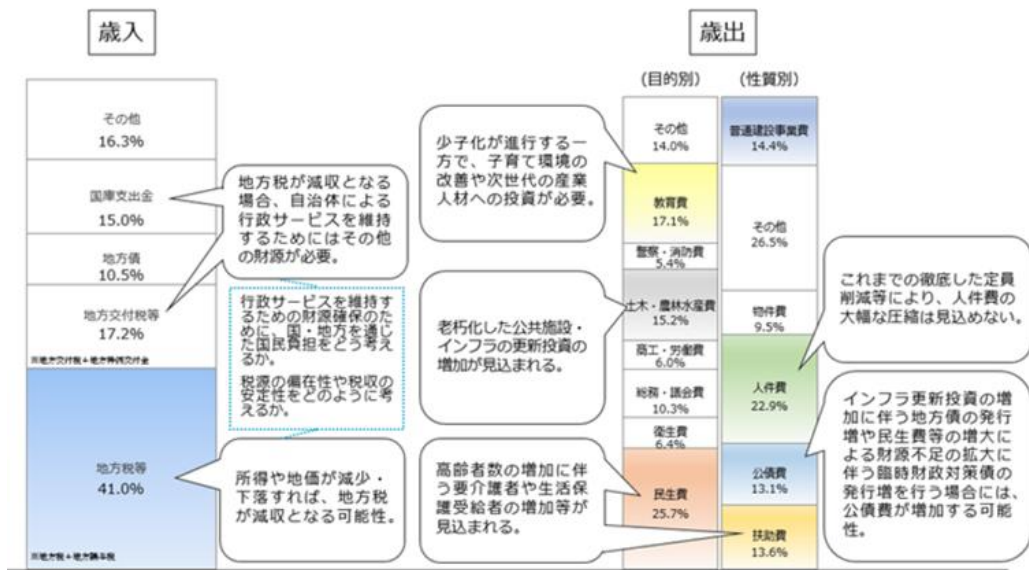 歳入
歳出
その他
16.3%
国庫支出金
15.0%
地方債
10.5%
地方交付税等
17.2%
※地方交付税+地方特例交付金
地方税等
41.0%
※地方税+地方譲与税
地方税が減収となる
場合、自治体による
行政サービスを維持
するためにはその他
の財源が必要。
行政サービスを維持す
るための財源確保のた
めに、国・地方を通じ
た国民負担をどう考え
るか。
税源の偏在性や税収の
安定性をどのように考
えるか。
所得や地価が減少・
下落すれば、地方税
が減収となる可能性。
(目的別)
その他
14.0%
教育費
17.1%
警察・消防費
5.4%
土木・農林水産費
15.2%
商工・労働費
6.0%
総務・議会費
10.3%
衛生費
6.4%
民生費
25.7%
(性質別)
普通建設事業費
14.4%
その他
26.5%
物件費
9.5%
人件費
22.9%
公債費
13.1%
扶助費
13.6%
少子化が進行する一
方で、子育て環境の
改善や次世代の産業
人材への投資が必要。
老朽化した公共施設・
インフラの更新投資の
増加が見込まれる。
高齢者数の増加に伴
う要介護者や生活保
護受給者の増加等が
見込まれる。
これまでの徹底した定員
削減等により、人件費の
大幅な圧縮は見込めない。
インフラ更新投資の増
加に伴う地方債の発行
増や民生費等の増大に
よる財源不足の拡大に
伴う臨時財政対策債の
発行増を行う場合には、
公債費が増加する可能
性。